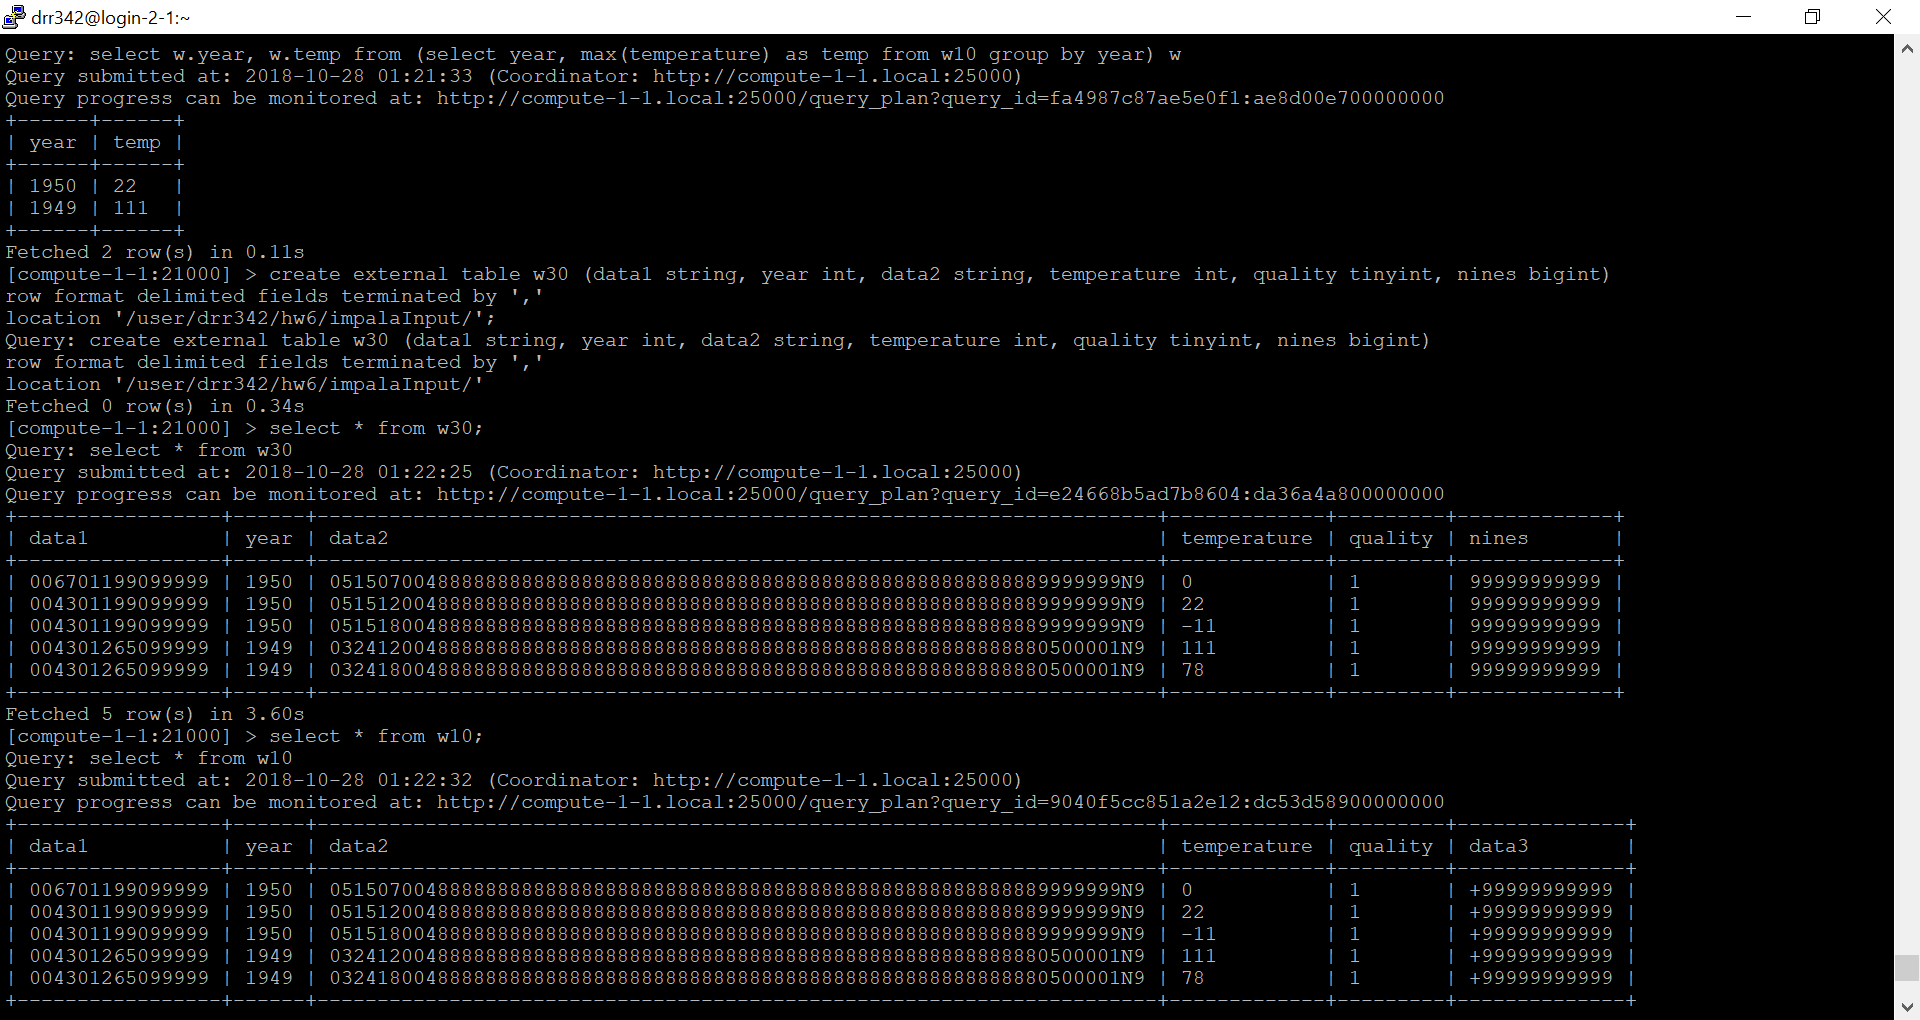 drr342@login-2-1:~
Query: select w.year, w.temp from (select year, max(temperature) as temp from w10 group by year) w
Query submitted at: 2018-10-28 01:21:33 (Coordinator: http://compute-1-1.local:25000)
Query progress can be monitored at: http://compute-1-1.local:25000/query_plan?query_id=fa4987c87ae5e0f1:ae8d00e700000000
+------+------+
| year | temp |
+------+------+
| 1950 | 22   |
| 1949 | 111  |
+------+------+
Fetched 2 row(s) in 0.11s
[compute-1-1:21000] > create external table w30 (data1 string, year int, data2 string, temperature int, quality tinyint, nines bigint)
row format delimited fields terminated by ','
location '/user/drr342/hw6/impalaInput/';
Query: create external table w30 (data1 string, year int, data2 string, temperature int, quality tinyint, nines bigint)
row format delimited fields terminated by ','
location '/user/drr342/hw6/impalaInput/'
Fetched 0 row(s) in 0.34s
[compute-1-1:21000] > select * from w30;
Query: select * from w30
Query submitted at: 2018-10-28 01:22:25 (Coordinator: http://compute-1-1.local:25000)
Query progress can be monitored at: http://compute-1-1.local:25000/query_plan?query_id=e24668b5ad7b8604:da36a4a800000000
+-----------------+------+----------------------------------------------------------------------+-------------+---------+-------------+
| data1           | year | data2                                                                | temperature | quality | nines       |
+-----------------+------+----------------------------------------------------------------------+-------------+---------+-------------+
| 006701199099999 | 1950 | 051507004888888888888888888888888888888888888888888888888889999999N9 | 0           | 1       | 99999999999 |
| 004301199099999 | 1950 | 051512004888888888888888888888888888888888888888888888888889999999N9 | 22          | 1       | 99999999999 |
| 004301199099999 | 1950 | 051518004888888888888888888888888888888888888888888888888889999999N9 | -11         | 1       | 99999999999 |
| 004301265099999 | 1949 | 032412004888888888888888888888888888888888888888888888888880500001N9 | 111         | 1       | 99999999999 |
| 004301265099999 | 1949 | 032418004888888888888888888888888888888888888888888888888880500001N9 | 78          | 1       | 99999999999 |
+-----------------+------+----------------------------------------------------------------------+-------------+---------+-------------+
Fetched 5 row(s) in 3.60s
[compute-1-1:21000] > select * from w10;
Query: select * from w10
Query submitted at: 2018-10-28 01:22:32 (Coordinator: http://compute-1-1.local:25000)
Query progress can be monitored at: http://compute-1-1.local:25000/query_plan?query_id=9040f5cc851a2e12:dc53d58900000000
+-----------------+------+----------------------------------------------------------------------+-------------+---------+--------------+
| data1           | year | data2                                                                | temperature | quality | data3        |
+-----------------+------+----------------------------------------------------------------------+-------------+---------+--------------+
| 006701199099999 | 1950 | 051507004888888888888888888888888888888888888888888888888889999999N9 | 0           | 1       | +99999999999 |
| 004301199099999 | 1950 | 051512004888888888888888888888888888888888888888888888888889999999N9 | 22          | 1       | +99999999999 |
| 004301199099999 | 1950 | 051518004888888888888888888888888888888888888888888888888889999999N9 | -11         | 1       | +99999999999 |
| 004301265099999 | 1949 | 032412004888888888888888888888888888888888888888888888888880500001N9 | 111         | 1       | +99999999999 |
| 004301265099999 | 1949 | 032418004888888888888888888888888888888888888888888888888880500001N9 | 78          | 1       | +99999999999 |
+-----------------+------+----------------------------------------------------------------------+-------------+---------+--------------+